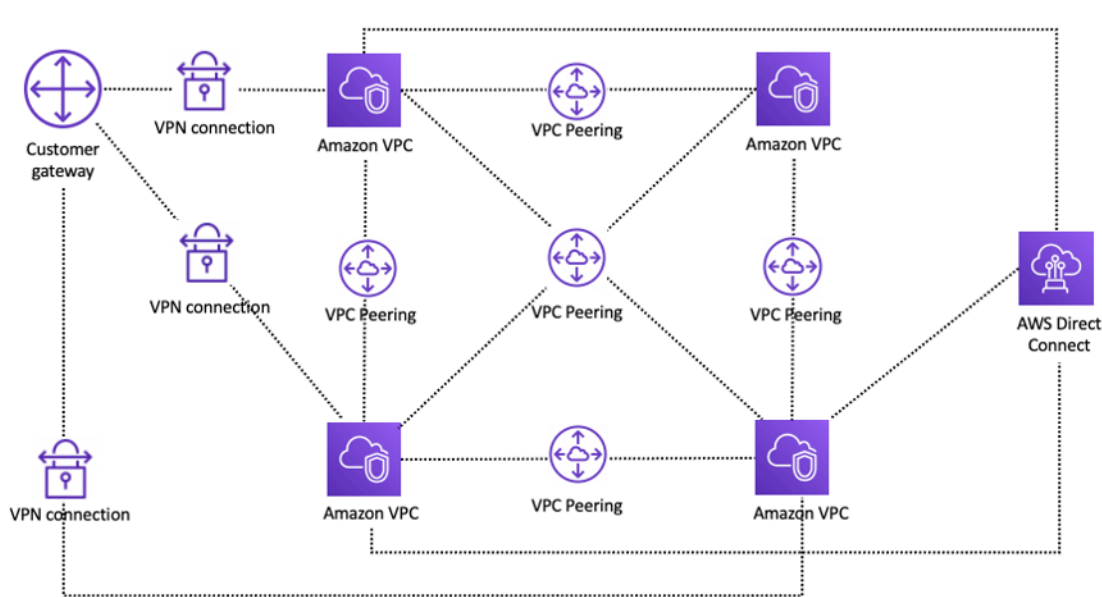 VPN connection
Amazon VPC
VPC Peering
Amazon VPC
Customer
gateway
VPN connection
VPC Peering
VPC Peering
VPC Peering
AWS Direct
Connect
VPN connection
Amazon VPC
VPC Peering
Amazon VPC